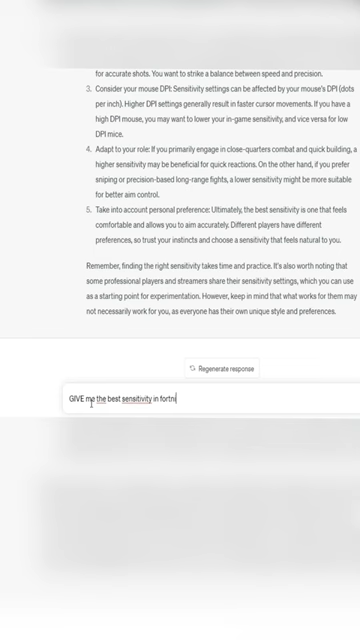 for accurate shots. You want to strike a balance between speed and precision.
3. Consider your mouse DPI: Sensitivity settings can be affected by your mouse's DPI (dots
per inch). Higher DPI settings generally result in faster cursor movements. If you have a
high DPI mouse, you may want to lower your in-game sensitivity, and vice versa for low
DPI mice.
4. Adapt to your role: If you primarily engage in close-quarters combat and quick building, a
higher sensitivity may be beneficial for quick reactions. On the other hand, if you prefer
sniping or precision-based long-range fights, a lower sensitivity might be more suitable
for better aim control.
5. Take into account personal preference: Ultimately, the best sensitivity is one that feels
comfortable and allows you to aim accurately. Different players have different
preferences, so trust your instincts and choose a sensitivity that feels natural to you.
Remember, finding the right sensitivity takes time and practice. It's also worth noting that
some professional players and streamers share their sensitivity settings, which you can use
as a starting point for experimentation. However, keep in mind that what works for them may
not necessarily work for you, as everyone has their own unique style and preferences.
Regenerate response
GIVE me the best sensitivity in fortni